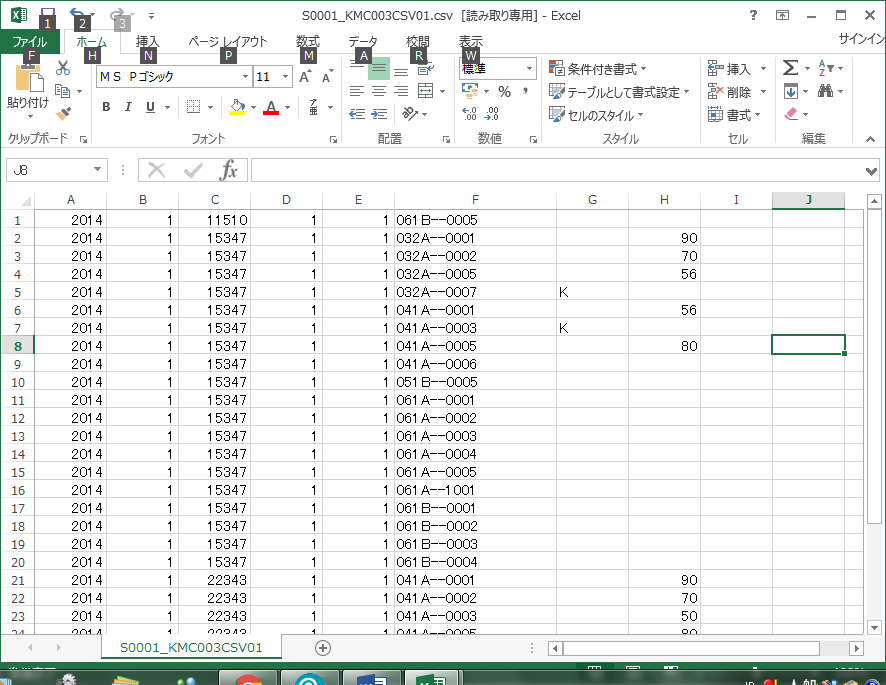 S0001_KMC003CSV01.csv [読み取り専用] - Excel
?
1
2
3
ファイル ホーム 挿入 ページ レイアウト 数式 データ 校閲 表示 サインイン
F H N P M A R W
貼り付け
ＭＳ Ｐゴシック 11 A A 標準
B I U A 亜 % ,
条件付き書式
テーブルとして書式設定
セルのスタイル
挿入
削除
書式
クリップボード フォント 配置 数値 スタイル セル 編集
J8 fx
A B C D E F G H I J
1 2014 1 11510 1 1 061B--0005
2 2014 1 15347 1 1 032A--0001 90
3 2014 1 15347 1 1 032A--0002 70
4 2014 1 15347 1 1 032A--0005 56
5 2014 1 15347 1 1 032A--0007 K
6 2014 1 15347 1 1 041A--0001 56
7 2014 1 15347 1 1 041A--0003 K
8 2014 1 15347 1 1 041A--0005 80
9 2014 1 15347 1 1 041A--0006
10 2014 1 15347 1 1 051B--0005
11 2014 1 15347 1 1 061A--0001
12 2014 1 15347 1 1 061A--0002
13 2014 1 15347 1 1 061A--0003
14 2014 1 15347 1 1 061A--0004
15 2014 1 15347 1 1 061A--0005
16 2014 1 15347 1 1 061A--1001
17 2014 1 15347 1 1 061B--0001
18 2014 1 15347 1 1 061B--0002
19 2014 1 15347 1 1 061B--0003
20 2014 1 15347 1 1 061B--0004
21 2014 1 22343 1 1 041A--0001 90
22 2014 1 22343 1 1 041A--0002 70
23 2014 1 22343 1 1 041A--0003 50
24 2014 1 22343 1 1 041A--0005 80
S0001_KMC003CSV01